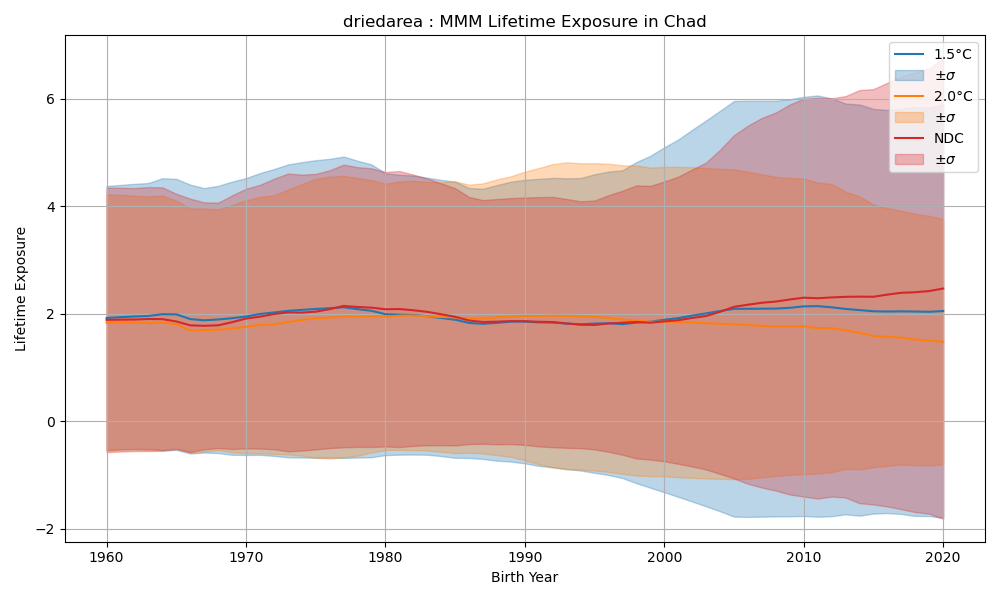 driedarea : MMM Lifetime Exposure in Chad
1.5°C
±σ
2.0°C
±σ
NDC
±σ
6
4
2
0
−2
Lifetime Exposure
1960 1970 1980 1990 2000 2010 2020
Birth Year